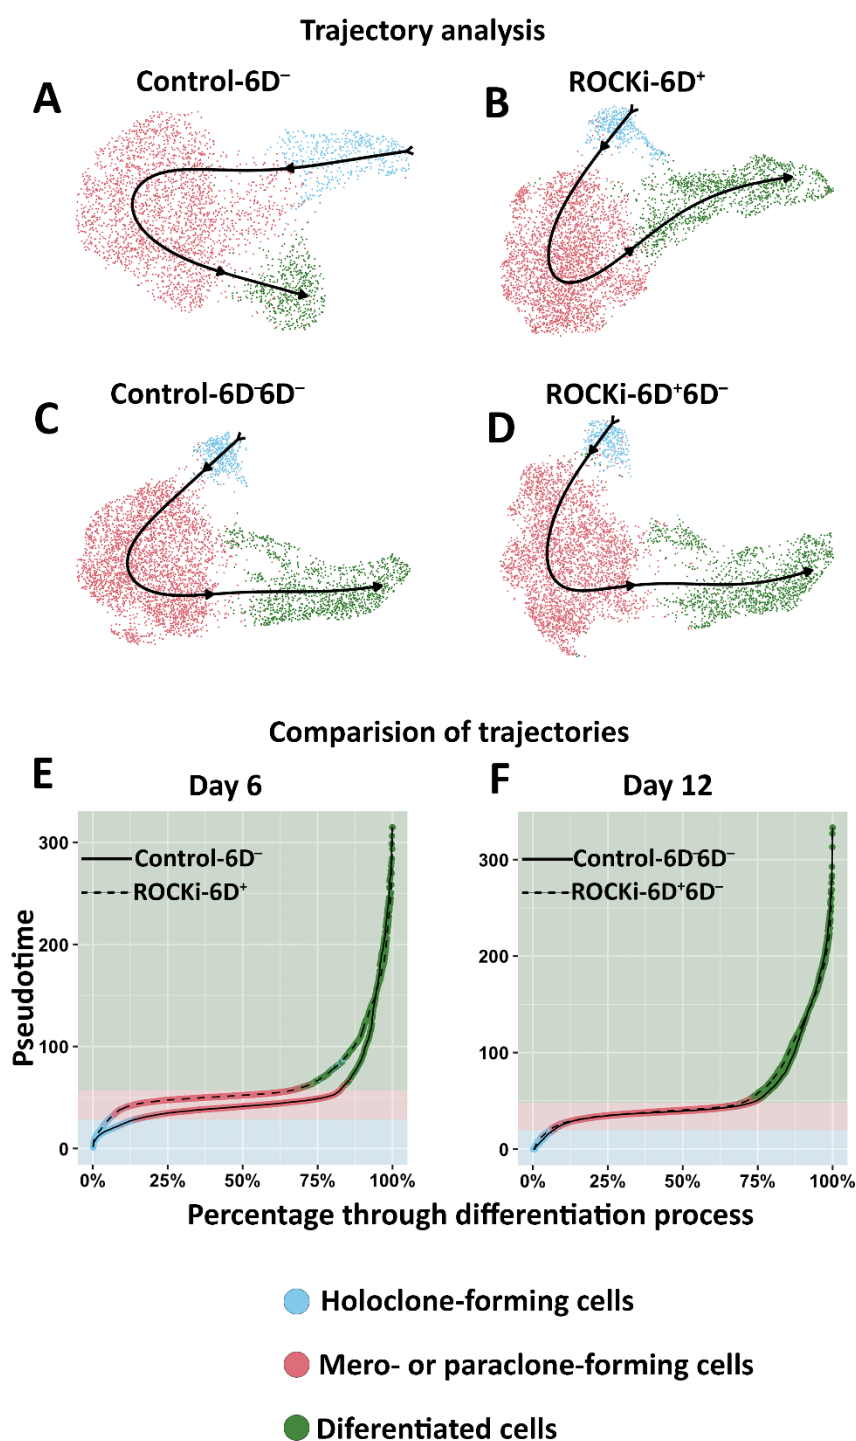 Trajectory analysis
A
Control-6D⁻
B
ROCKi-6D⁺
C
Control-6D⁻6D⁻
D
ROCKi-6D⁺6D⁻
Comparision of trajectories
E
Day 6
F
Day 12
Control-6D⁻
ROCKi-6D⁺
Control-6D⁻6D⁻
ROCKi-6D⁺6D⁻
Pseudotime
300
200
100
0
300
200
100
0
0% 25% 50% 75% 100%
0% 25% 50% 75% 100%
Percentage through differentiation process
Holoclone-forming cells
Mero- or paraclone-forming cells
Diferentiated cells